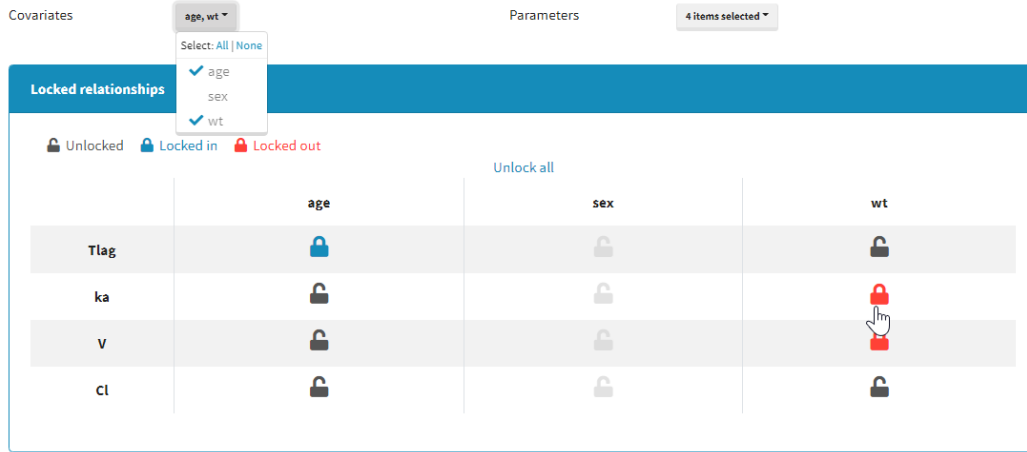 Covariates age, wt Parameters 4 items selected
Select: All | None
age
sex
wt
Locked relationships
Unlocked Locked in Locked out
Unlock all
age sex wt
Tlag
ka
V
Cl